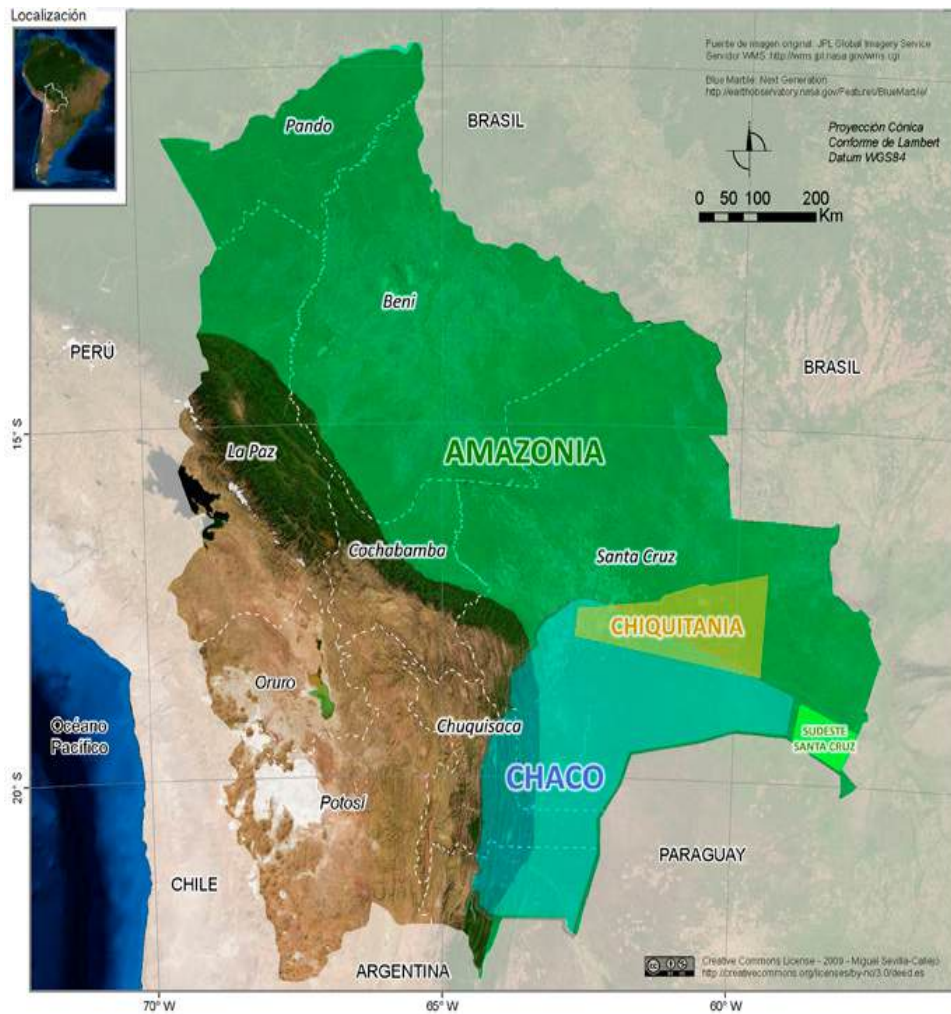 Localización
Fuente de imagen original: JPL Global Imagery Service
Servidor WMS: http://wms.jpl.nasa.gov/wms.cgi
Blue Marble: Next Generation
http://earthobservatory.nasa.gov/Features/BlueMarble/
Proyección Cónica
Conforme de Lambert
Datum WGS84
0 50 100 200
Km
BRASIL
Pando
Beni
PERÚ
BRASIL
15° S
La Paz
AMAZONIA
Cochabamba
Santa Cruz
CHIQUITANIA
Oruro
Océano
Pacífico
Chuquisaca
SUDESTE
SANTA CRUZ
CHACO
20° S
Potosí
PARAGUAY
CHILE
ARGENTINA
Creative Commons License - 2009 - Miguel Sevilla-Callejo
http://creativecommons.org/licenses/by-nc/3.0/deed.es
70° W
65° W
60° W